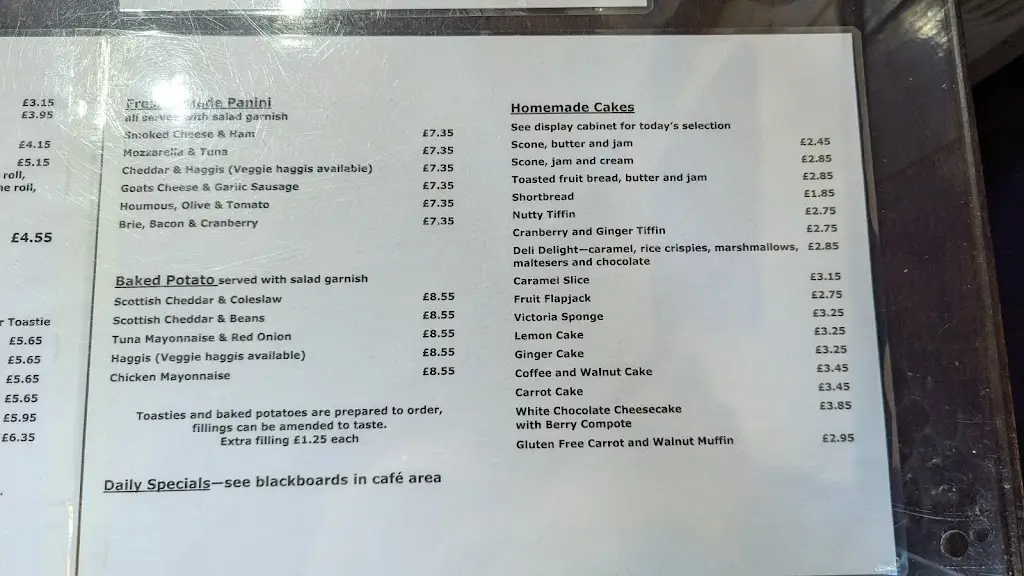 £3.15
£3.95
£4.15
£5.15
roll,
roll,
£4.55
Toastie
£5.65
£5.65
£5.65
£5.65
£5.95
£6.35
Panini
all served with salad garnish
Smoked Cheese & Ham £7.35
Mozzarella & Tuna £7.35
Cheddar & Haggis (Veggie haggis available) £7.35
Goats Cheese & Garlic Sausage £7.35
Houmous, Olive & Tomato £7.35
Brie, Bacon & Cranberry £7.35
Baked Potato served with salad garnish
Scottish Cheddar & Coleslaw £8.55
Scottish Cheddar & Beans £8.55
Tuna Mayonnaise & Red Onion £8.55
Haggis (Veggie haggis available) £8.55
Chicken Mayonnaise £8.55
Toasties and baked potatoes are prepared to order,
fillings can be amended to taste.
Extra filling £1.25 each
Daily Specials—see blackboards in café area
Homemade Cakes
See display cabinet for today's selection
Scone, butter and jam £2.45
Scone, jam and cream £2.85
Toasted fruit bread, butter and jam £2.85
Shortbread £1.85
Nutty Tiffin £2.75
Cranberry and Ginger Tiffin £2.75
Deli Delight—caramel, rice crispies, marshmallows, £2.85
maltesers and chocolate
Caramel Slice £3.15
Fruit Flapjack £2.75
Victoria Sponge £3.25
Lemon Cake £3.25
Ginger Cake £3.25
Coffee and Walnut Cake £3.45
Carrot Cake £3.45
White Chocolate Cheesecake £3.85
with Berry Compote
Gluten Free Carrot and Walnut Muffin £2.95